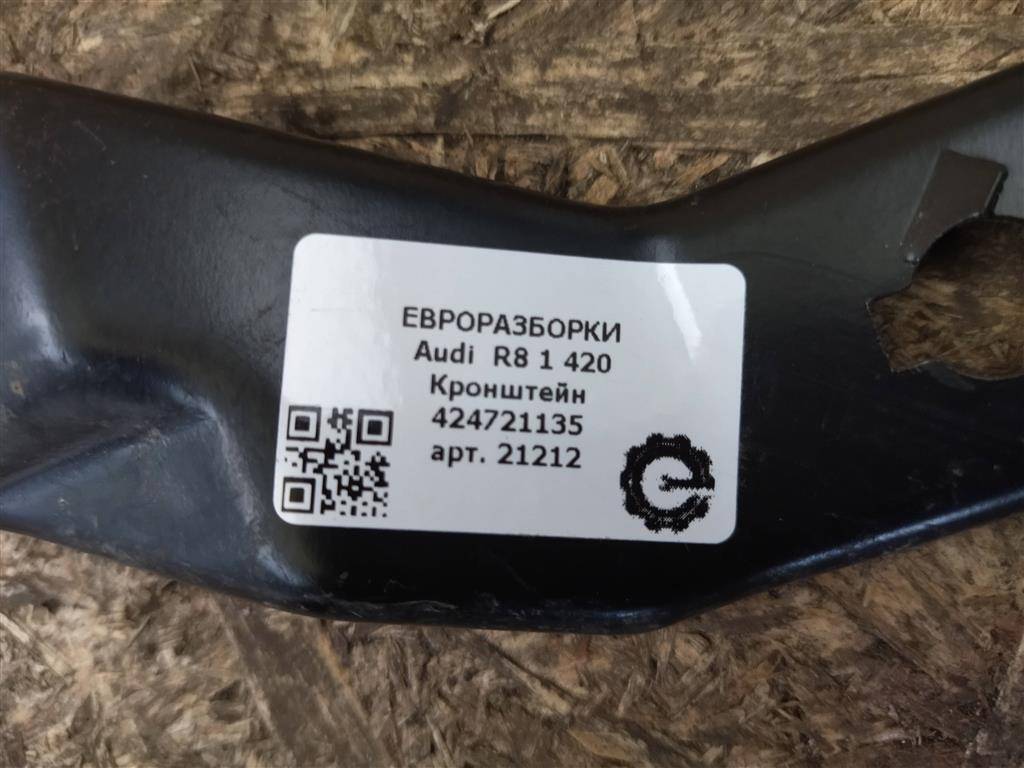 ЕВРОРАЗБОРКИ
Audi R8 1 420
Кронштейн
424721135
арт. 21212